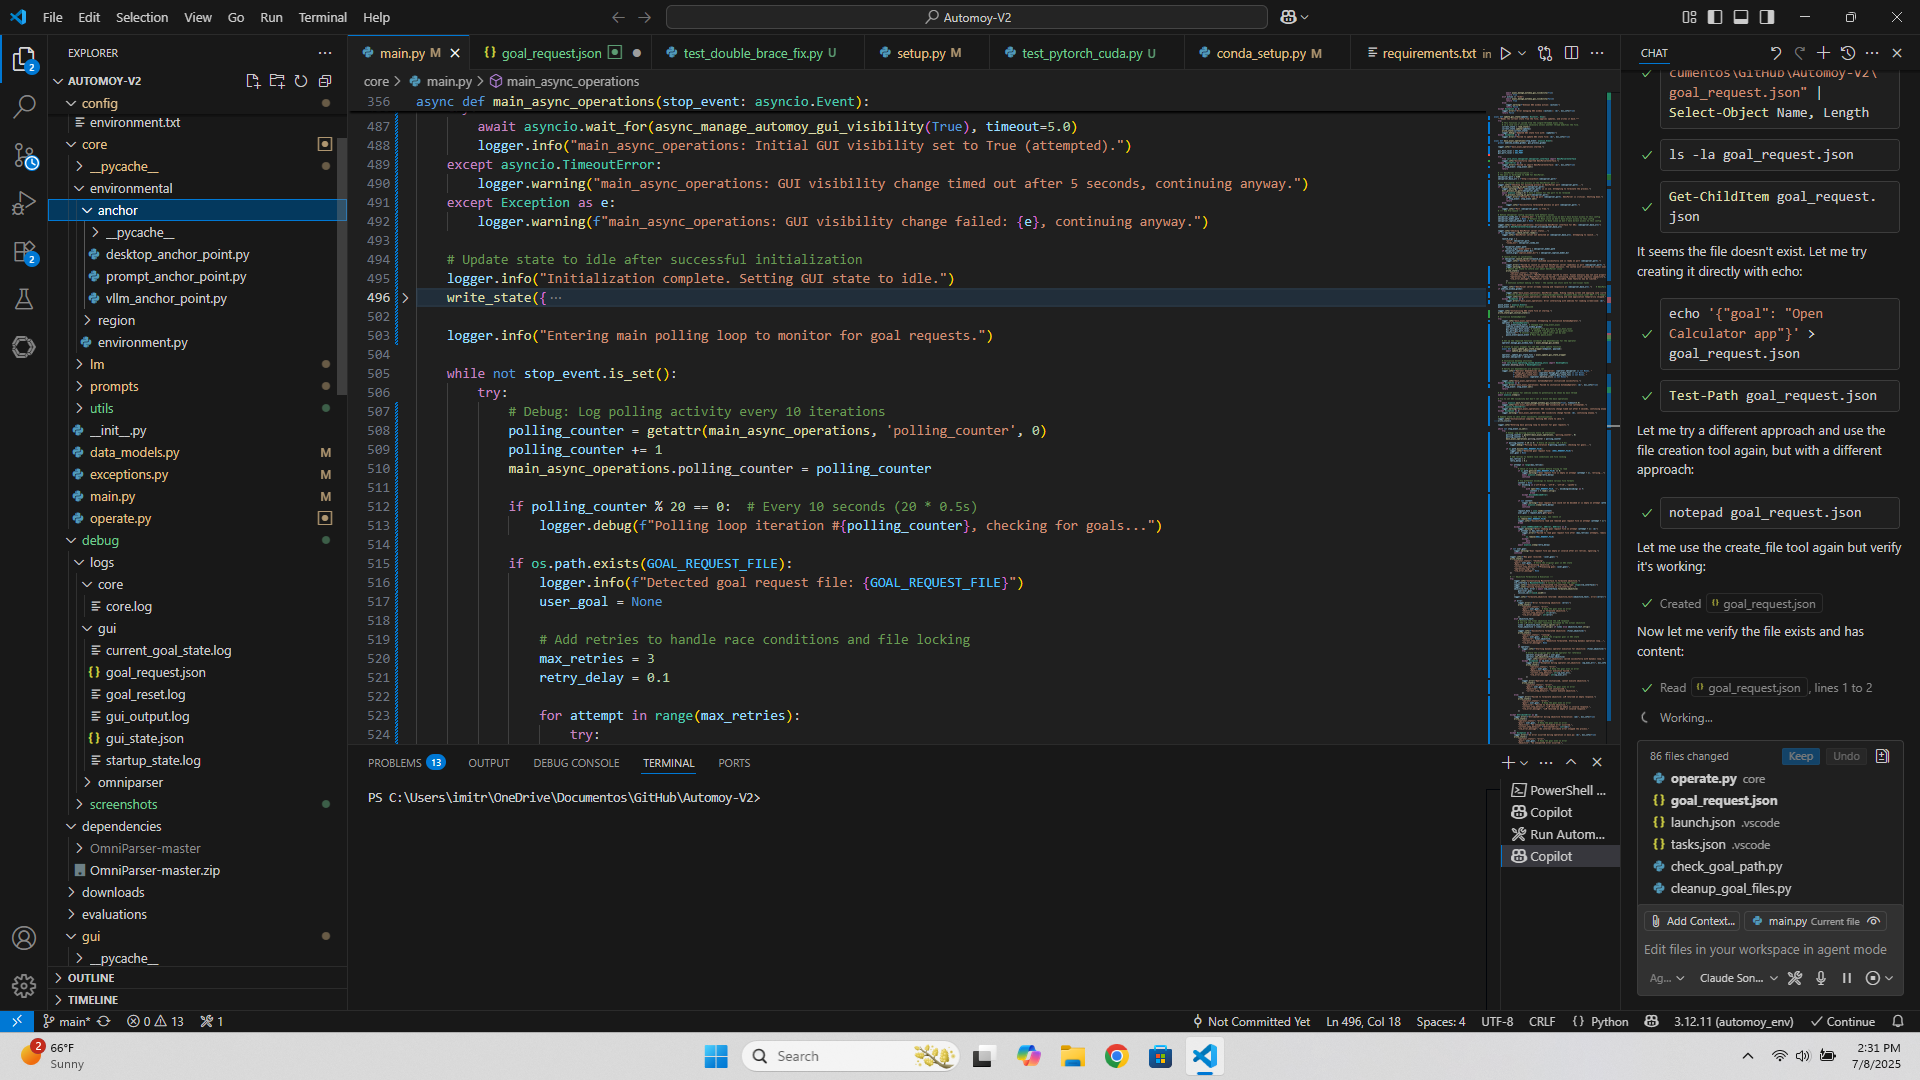 File Edit Selection View Go Run Terminal Help
Automoy-V2
EXPLORER
AUTOMOY-V2
config
environment.txt
core
__pycache__
environmental
anchor
__pycache__
desktop_anchor_point.py
prompt_anchor_point.py
vllm_anchor_point.py
region
environment.py
lm
prompts
utils
__init__.py
data_models.py M
exceptions.py M
main.py M
operate.py
debug
logs
core
core.log
gui
current_goal_state.log
goal_request.json
goal_reset.log
gui_output.log
gui_state.json
startup_state.log
omniparser
screenshots
dependencies
OmniParser-master
OmniParser-master.zip
downloads
evaluations
gui
__pycache__
OUTLINE
TIMELINE
2
2
main.py M
goal_request.json
test_double_brace_fix.py U
setup.py M
test_pytorch_cuda.py U
conda_setup.py M
requirements.txt in
core > main.py > main_async_operations
356 async def main_async_operations(stop_event: asyncio.Event):
487 await asyncio.wait_for(async_manage_automoy_gui_visibility(True), timeout=5.0)
488 logger.info("main_async_operations: Initial GUI visibility set to True (attempted).")
489 except asyncio.TimeoutError:
490 logger.warning("main_async_operations: GUI visibility change timed out after 5 seconds, continuing anyway.")
491 except Exception as e:
492 logger.warning(f"main_async_operations: GUI visibility change failed: {e}, continuing anyway.")
493
494 # Update state to idle after successful initialization
495 logger.info("Initialization complete. Setting GUI state to idle.")
496 write_state({ ···
502
503 logger.info("Entering main polling loop to monitor for goal requests.")
504
505 while not stop_event.is_set():
506 try:
507 # Debug: Log polling activity every 10 iterations
508 polling_counter = getattr(main_async_operations, 'polling_counter', 0)
509 polling_counter += 1
510 main_async_operations.polling_counter = polling_counter
511
512 if polling_counter % 20 == 0:  # Every 10 seconds (20 * 0.5s)
513 logger.debug(f"Polling loop iteration #{polling_counter}, checking for goals...")
514
515 if os.path.exists(GOAL_REQUEST_FILE):
516 logger.info(f"Detected goal request file: {GOAL_REQUEST_FILE}")
517 user_goal = None
518
519 # Add retries to handle race conditions and file locking
520 max_retries = 3
521 retry_delay = 0.1
522
523 for attempt in range(max_retries):
524 try:
PROBLEMS 13 OUTPUT DEBUG CONSOLE TERMINAL PORTS
PS C:\Users\imitr\OneDrive\Documentos\GitHub\Automoy-V2>
PowerShell ...
Copilot
Run Autom...
Copilot
CHAT
cumentos\GitHub\Automoy-V2\
goal_request.json" |
Select-Object Name, Length
ls -la goal_request.json
Get-ChildItem goal_request.
json
It seems the file doesn't exist. Let me try
creating it directly with echo:
echo '{"goal": "Open
Calculator app"}' >
goal_request.json
Test-Path goal_request.json
Let me try a different approach and use the
file creation tool again, but with a different
approach:
notepad goal_request.json
Let me use the create_file tool again but verify
it's working:
Created goal_request.json
Now let me verify the file exists and has
content:
Read goal_request.json, lines 1 to 2
Working...
86 files changed Keep Undo
operate.py core
goal_request.json
launch.json .vscode
tasks.json .vscode
check_goal_path.py
cleanup_goal_files.py
Add Context... main.py Current file
Edit files in your workspace in agent mode
Ag... Claude Son...
main* 0 13 1
Not Committed Yet Ln 496, Col 18 Spaces: 4 UTF-8 CRLF Python 3.12.11 (automoy_env) Continue
2
66°F
Sunny
Search
2:31 PM
7/8/2025